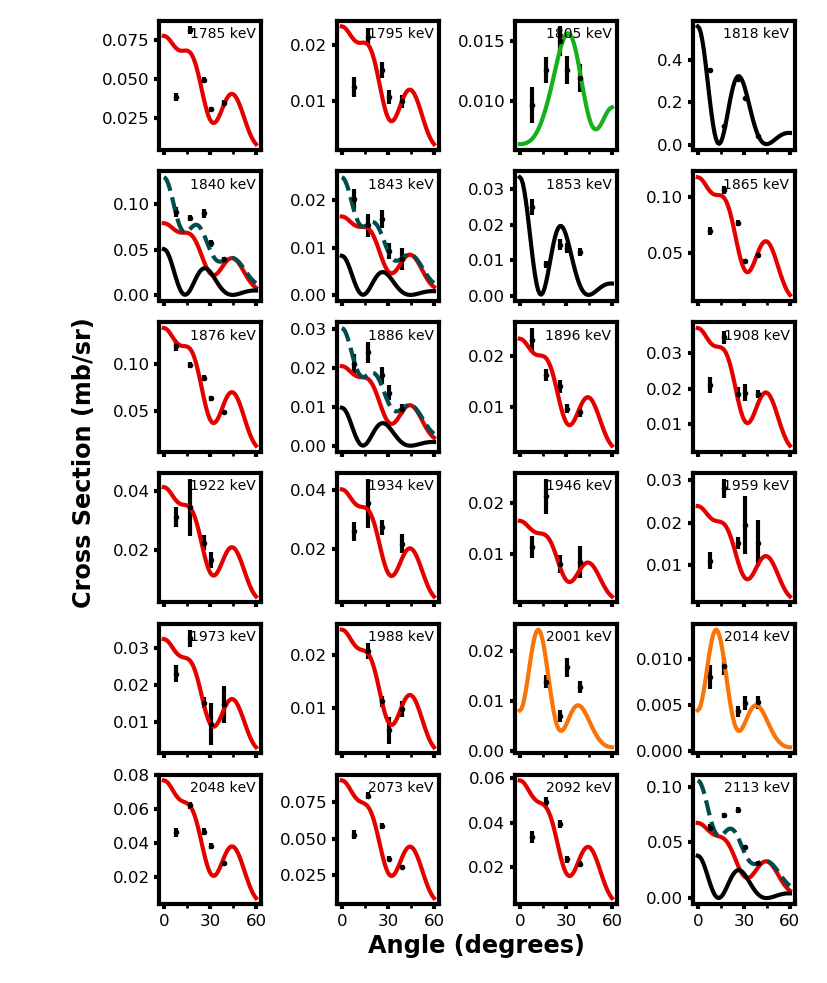 1785 keV 1795 keV 1805 keV 1818 keV
0.075 0.02 0.015 0.4
0.050 0.2
0.025 0.01 0.010 0.0
1840 keV 1843 keV 1853 keV 1865 keV
0.10 0.02 0.03 0.10
0.05 0.01 0.02 0.05
0.01
0.00 0.00 0.00
1876 keV 1886 keV 1896 keV 1908 keV
0.10 0.03 0.02 0.03
0.02 0.02
0.05 0.01 0.01 0.01
0.00
1922 keV 1934 keV 1946 keV 1959 keV
0.04 0.04 0.02 0.03
0.02
0.02 0.02 0.01 0.01
1973 keV 1988 keV 2001 keV 2014 keV
0.03 0.02 0.02 0.010
0.02 0.01 0.005
0.01 0.01 0.00 0.000
2048 keV 2073 keV 2092 keV 2113 keV
0.08 0.075 0.06 0.10
0.06 0.050 0.04 0.05
0.04
0.02 0.025 0.02 0.00
0 30 60 0 30 60 0 30 60 0 30 60
Angle (degrees)
Cross Section (mb/sr)